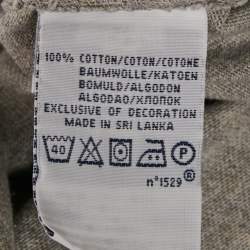 100% COTTON/COTON/COTONE
BAUMWOLLE/KATOEN
BOMULD/ALGODON
ALGODAO/ХЛОПОК
EXCLUSIVE OF DECORATION
MADE IN SRI LANKA
40 P
n°1529